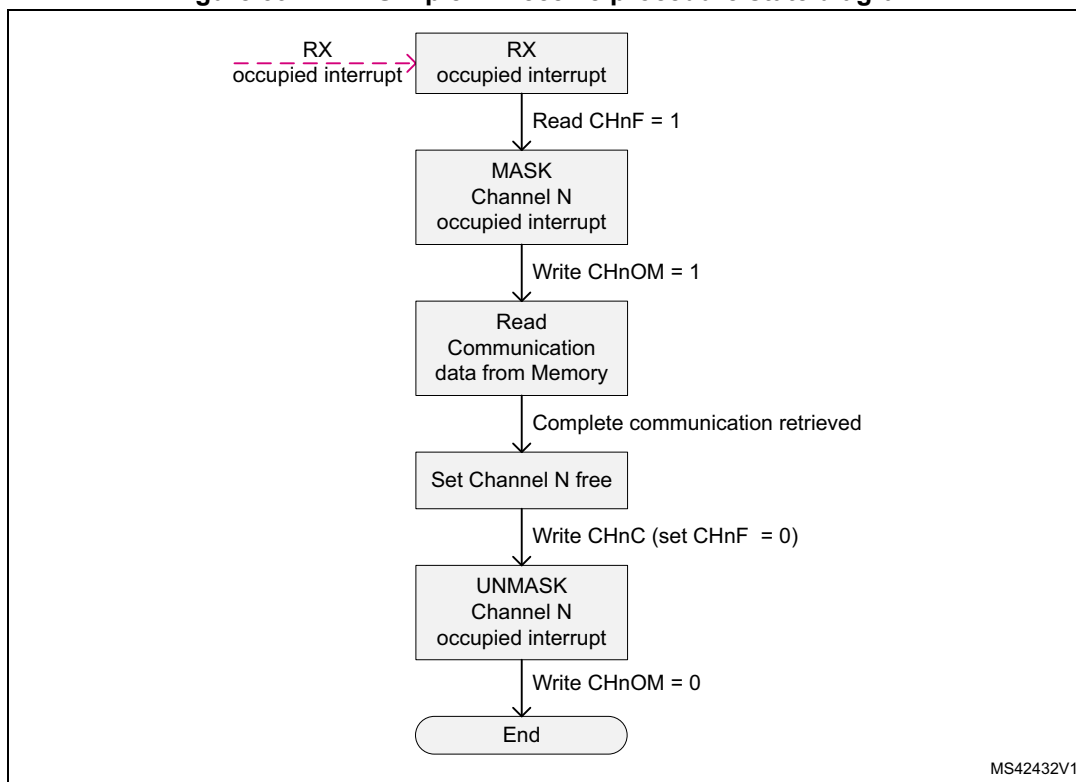 RX
occupied interrupt
RX
occupied interrupt
Read CHnF = 1
MASK
Channel N
occupied interrupt
Write CHnOM = 1
Read
Communication
data from Memory
Complete communication retrieved
Set Channel N free
Write CHnC (set CHnF  = 0)
UNMASK
Channel N
occupied interrupt
Write CHnOM = 0
End
MS42432V1